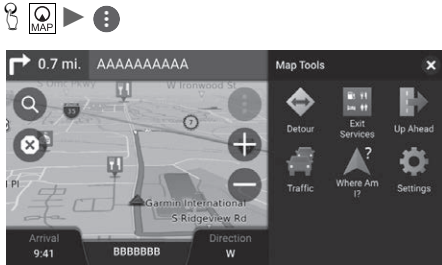 MAP
0.7 mi. AAAAAAAAAA
Map Tools
W Ironwood St
Detour
Exit Services
Up Ahead
Traffic
Where Am I?
Settings
Garmin International
S Ridgeview Rd
Arrival
9:41
BBBBBBB
Direction
W